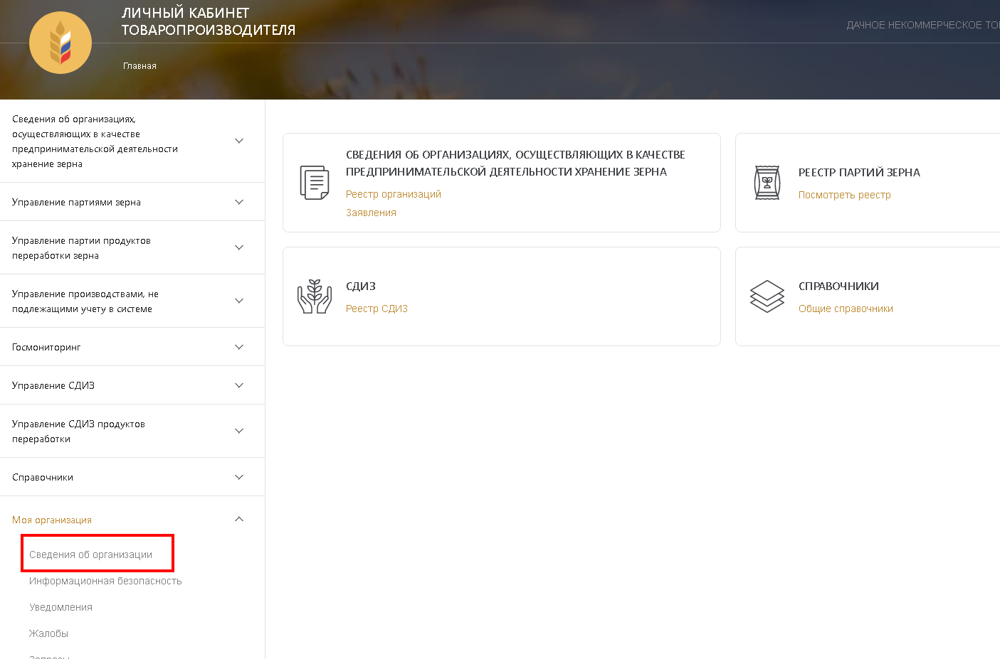 ЛИЧНЫЙ КАБИНЕТ
ТОВАРОПРОИЗВОДИТЕЛЯ
ДАЧНОЕ НЕКОММЕРЧЕСКОЕ
Главная
Сведения об организациях,
осуществляющих в качестве
предпринимательской деятельности
хранение зерна
Управление партиями зерна
Управление партии продуктов
переработки зерна
Управление производствами, не
подлежащими учету в системе
Госмониторинг
Управление СДИЗ
Управление СДИЗ продуктов
переработки
Справочники
Моя организация
Сведения об организации
Информационная безопасность
Уведомления
Жалобы
Запросы
СВЕДЕНИЯ ОБ ОРГАНИЗАЦИЯХ, ОСУЩЕСТВЛЯЮЩИХ В КАЧЕСТВЕ
ПРЕДПРИНИМАТЕЛЬСКОЙ ДЕЯТЕЛЬНОСТИ ХРАНЕНИЕ ЗЕРНА
Реестр организаций
Заявления
РЕЕСТР ПАРТИЙ ЗЕРНА
Посмотреть реестр
СДИЗ
Реестр СДИЗ
СПРАВОЧНИКИ
Общие справочники